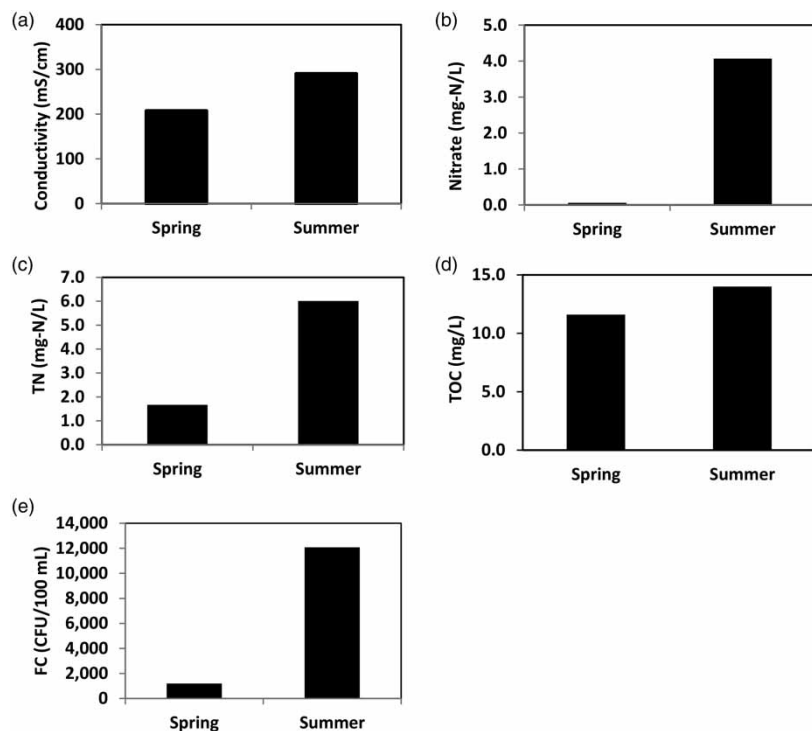 (a)
400
300
200
100
0
Conductivity (mS/cm)
Spring Summer
(b)
5.0
4.0
3.0
2.0
1.0
0.0
Nitrate (mg-N/L)
Spring Summer
(c)
7.0
6.0
5.0
4.0
3.0
2.0
1.0
0.0
TN (mg-N/L)
Spring Summer
(d)
15.0
10.0
5.0
0.0
TOC (mg/L)
Spring Summer
(e)
14,000
12,000
10,000
8,000
6,000
4,000
2,000
0
FC (CFU/100 mL)
Spring Summer